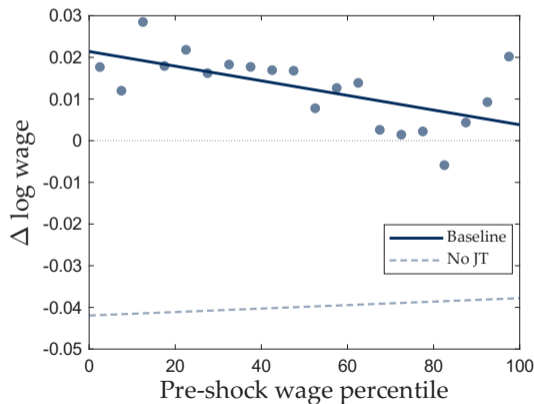 0.03
0.02
0.01
0
-0.01
-0.02
-0.03
-0.04
-0.05
Δ log wage
Baseline
No JT
0 20 40 60 80 100
Pre-shock wage percentile